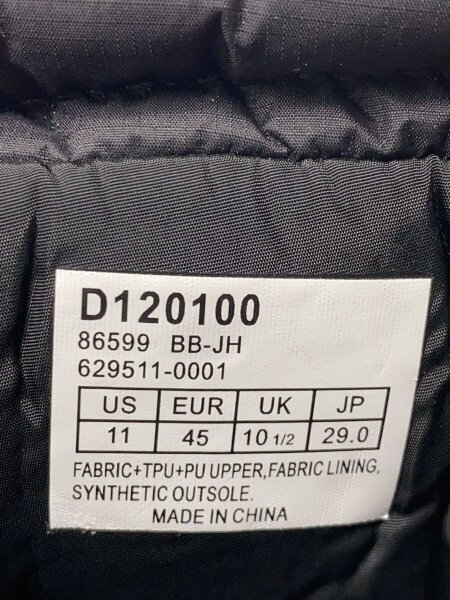 D120100
86599 BB-JH
629511-0001
US EUR UK JP
11 45 10 1/2 29.0
FABRIC+TPU+PU UPPER,FABRIC LINING,
SYNTHETIC OUTSOLE.
MADE IN CHINA